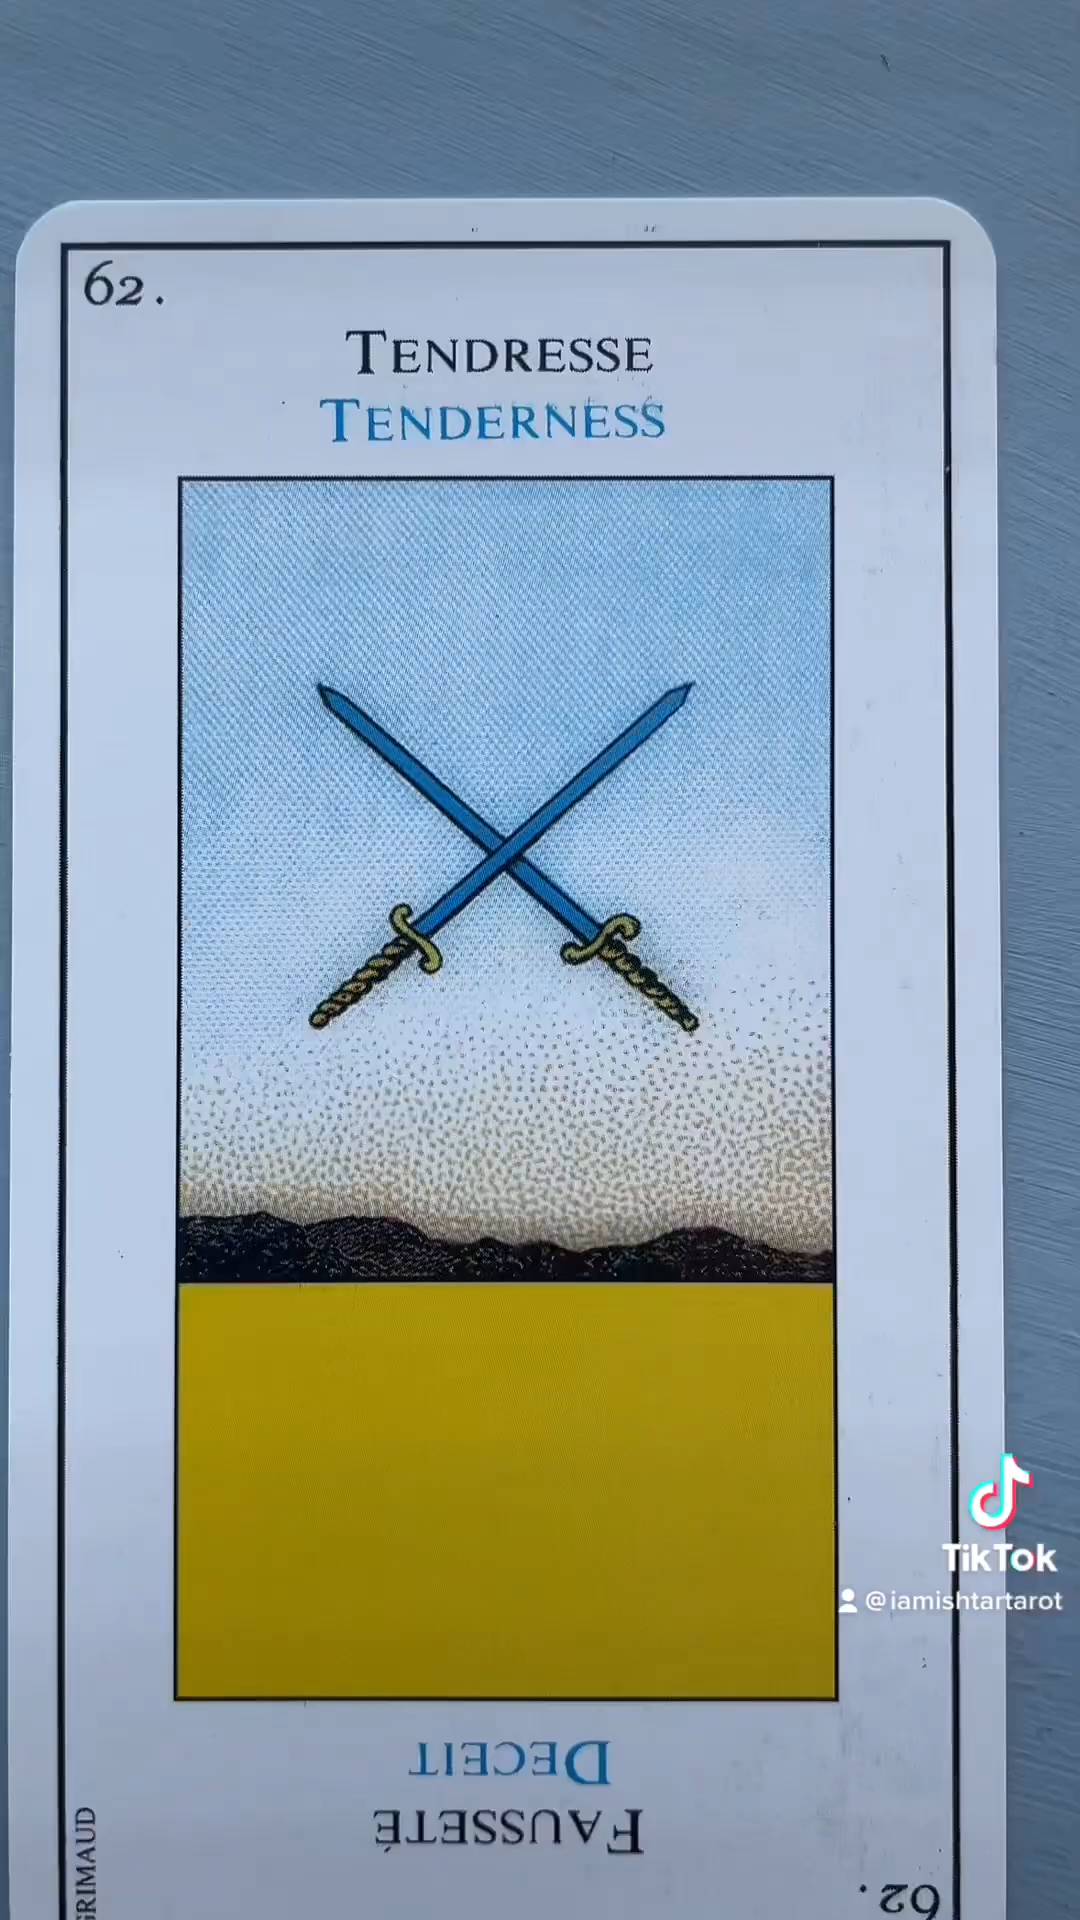 62.
TENDRESSE
TENDERNESS
TikTok
@iamishtartarot
DECEIT
FAUSSETÉ
GRIMAUD
62.